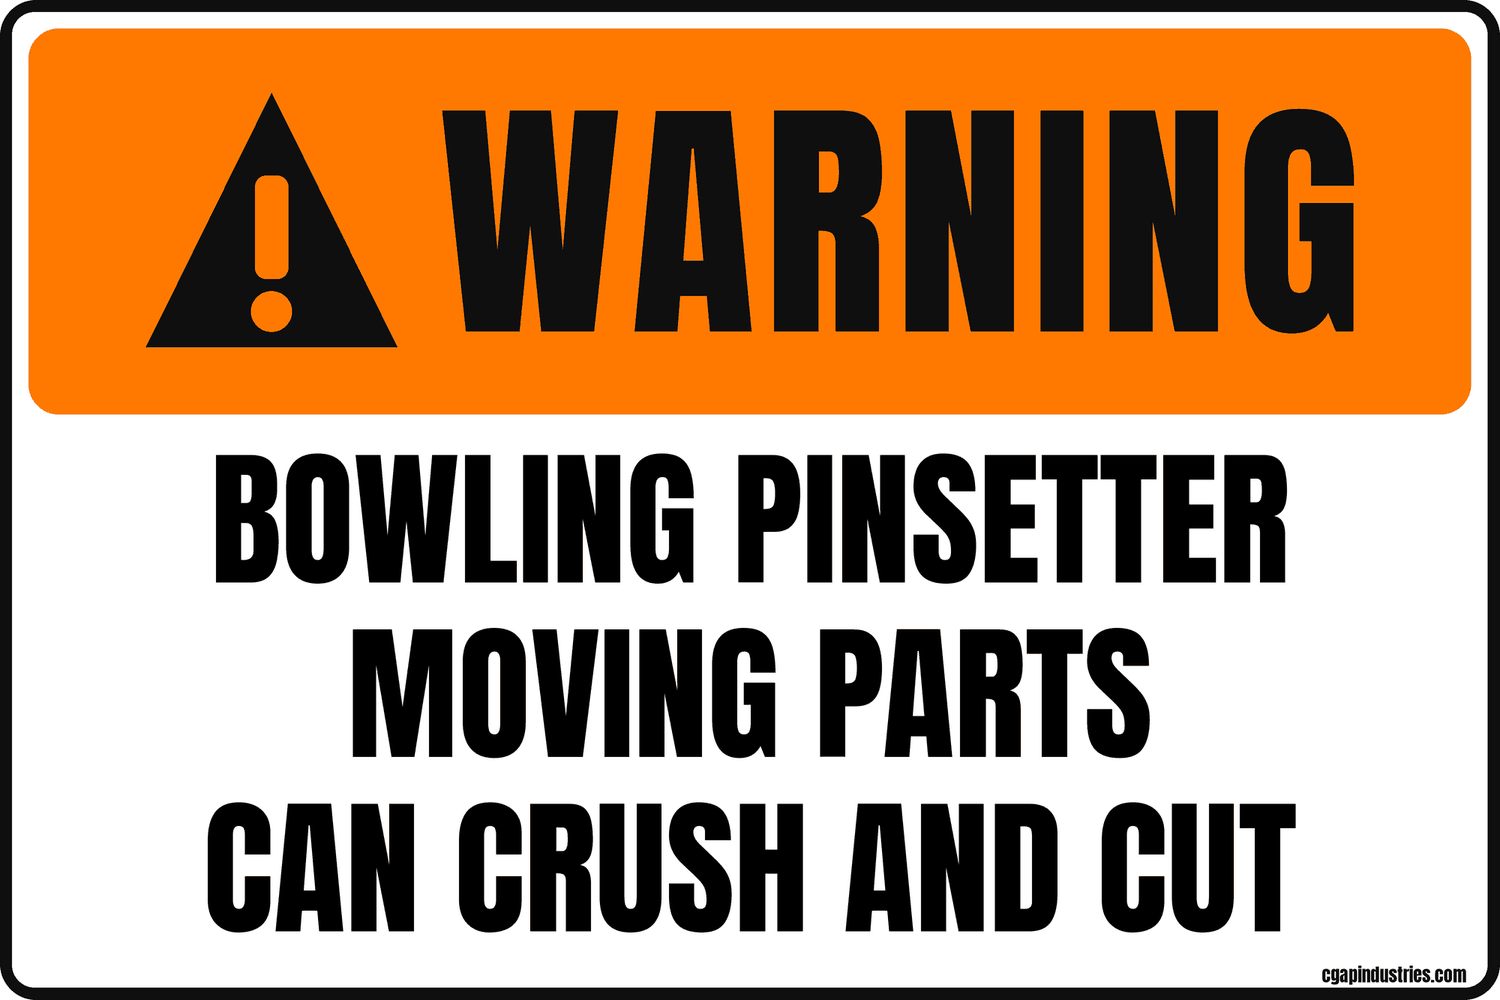 WARNING
BOWLING PINSETTER
MOVING PARTS
CAN CRUSH AND CUT
cgapindustries.com